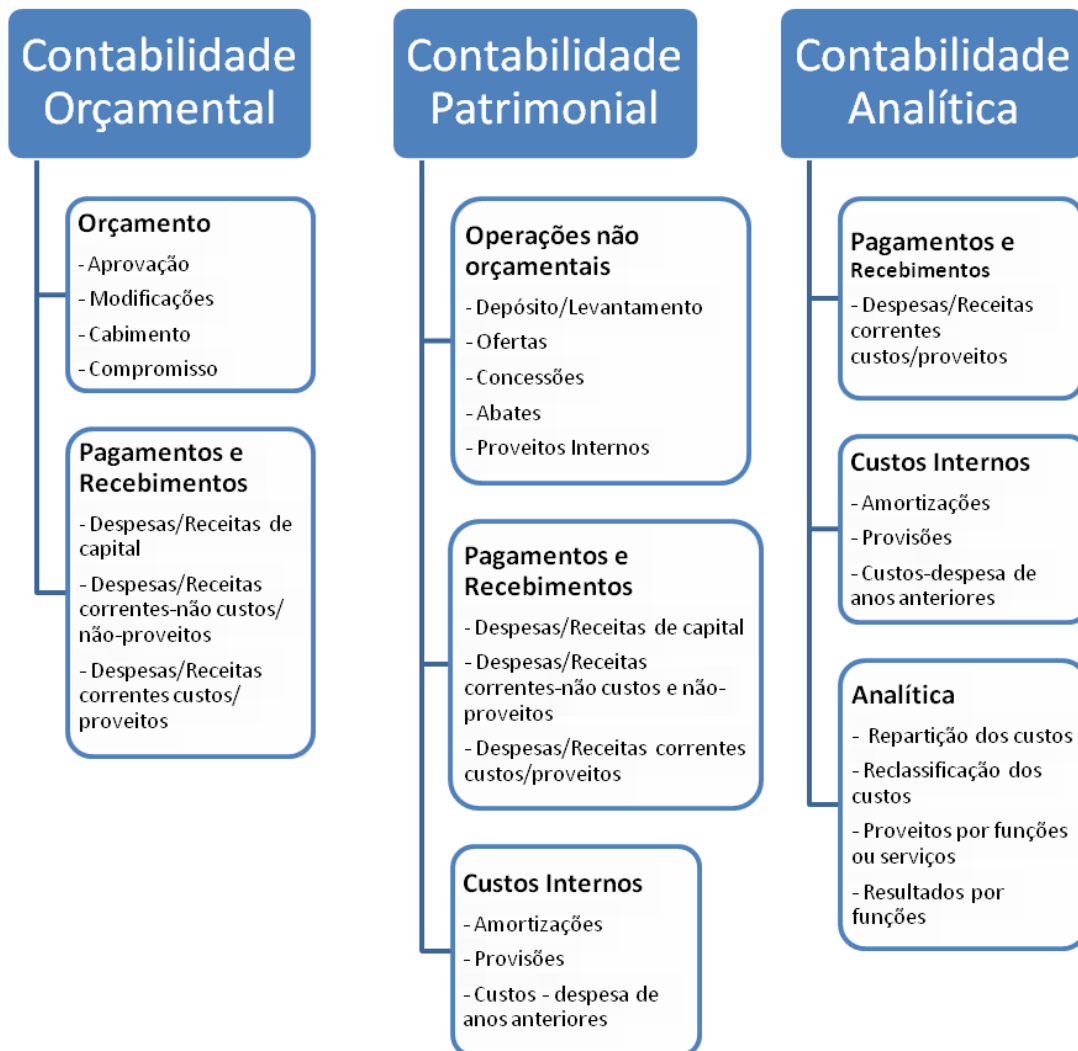 Contabilidade
Orçamental
Orçamento
- Aprovação
- Modificações
- Cabimento
- Compromisso
Pagamentos e
Recebimentos
- Despesas/Receitas de
capital
- Despesas/Receitas
correntes-não custos/
não-proveitos
- Despesas/Receitas
correntes custos/
proveitos
Contabilidade
Patrimonial
Operações não
orçamentais
- Depósito/Levantamento
- Ofertas
- Concessões
- Abates
- Proveitos Internos
Pagamentos e
Recebimentos
- Despesas/Receitas de capital
- Despesas/Receitas
correntes-não custos e não-
proveitos
- Despesas/Receitas correntes
custos/proveitos
Custos Internos
- Amortizações
- Provisões
- Custos - despesa de
anos anteriores
Contabilidade
Analítica
Pagamentos e
Recebimentos
- Despesas/Receitas
correntes
custos/proveitos
Custos Internos
- Amortizações
- Provisões
- Custos-despesa de
anos anteriores
Analítica
- Repartição dos custos
- Reclassificação dos
custos
- Proveitos por funções
ou serviços
- Resultados por
funções